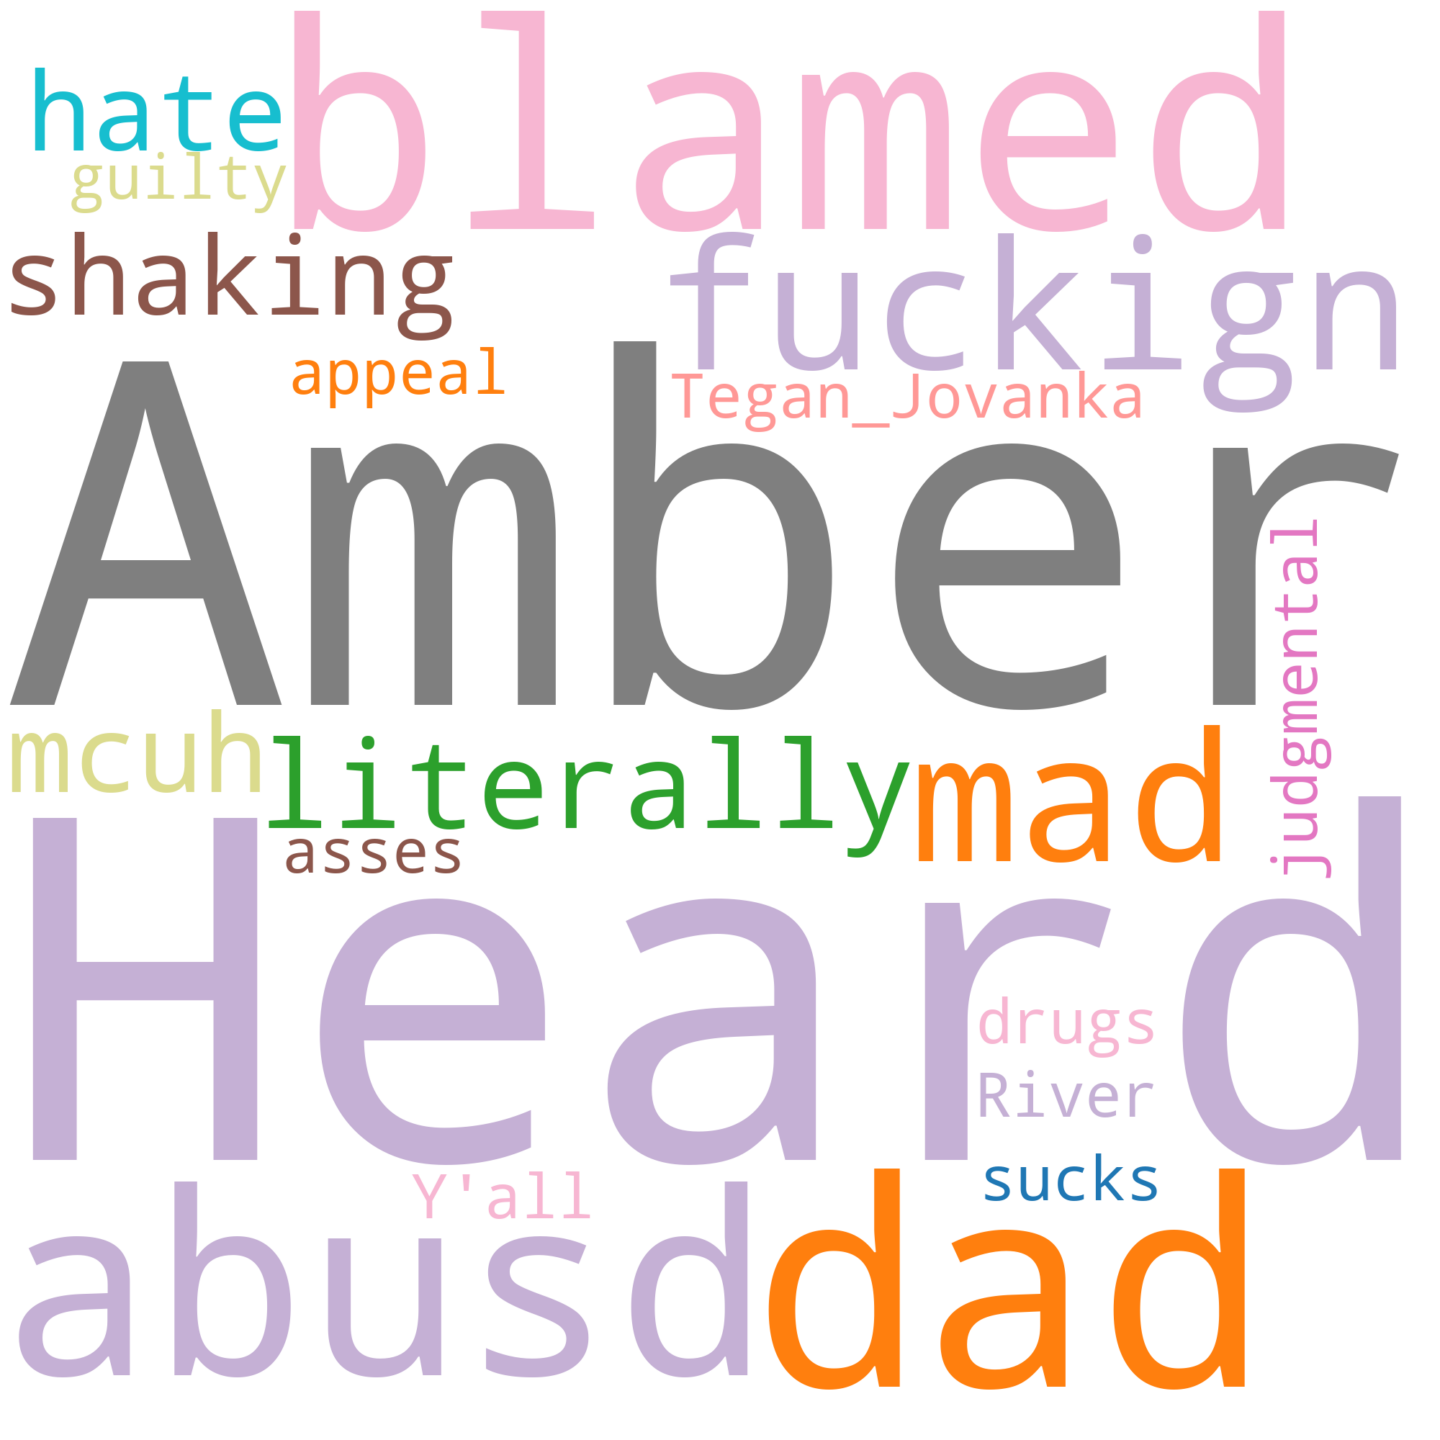 blamed
hate
guilty
shaking
fuckign
appeal
Tegan_Jovanka
Amber
judgmental
mcuh
literally
mad
asses
Heard
drugs
River
sucks
Y'all
abusd
dad